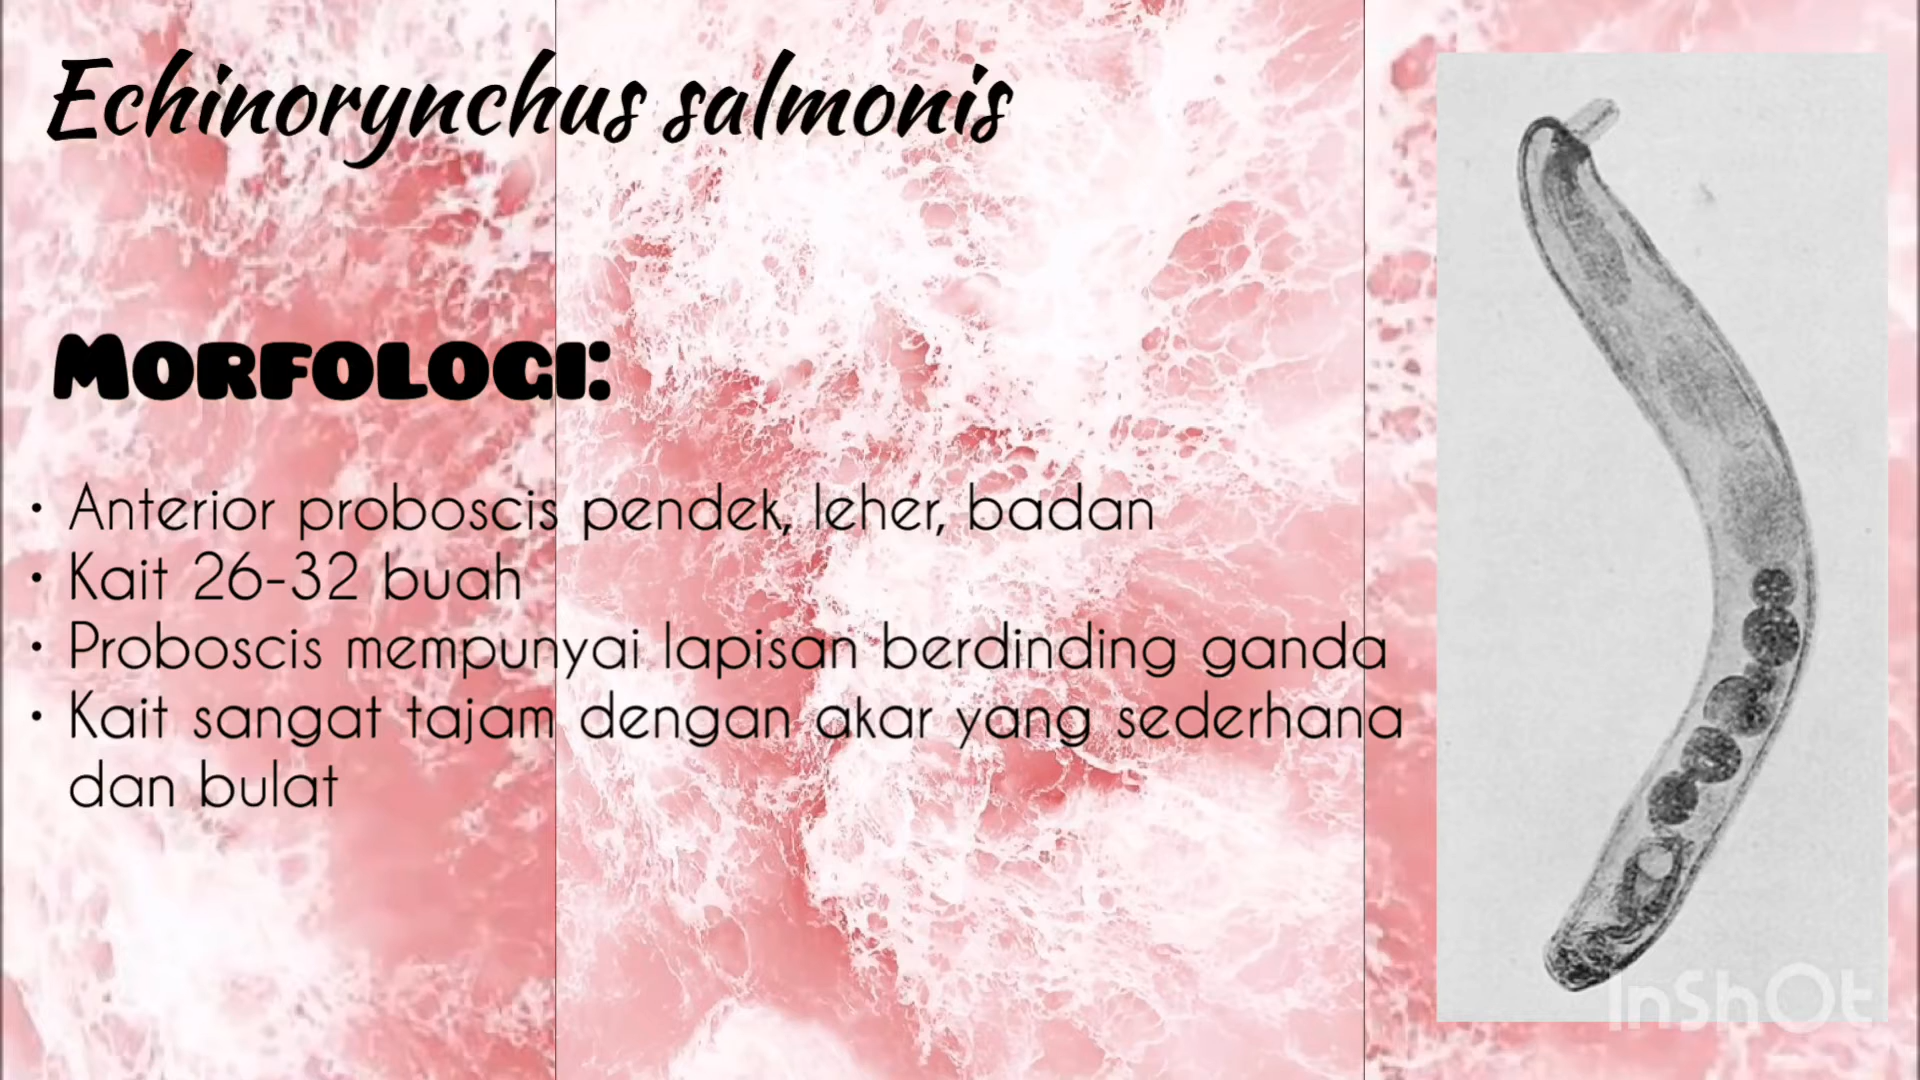 Echinorynchus salmonis
Morfologi:
• Anterior proboscis pendek, leher, badan
• Kait 26-32 buah
• Proboscis mempunyai lapisan berdinding ganda
• Kait sangat tajam dengan akar yang sederhana
dan bulat
InShOt